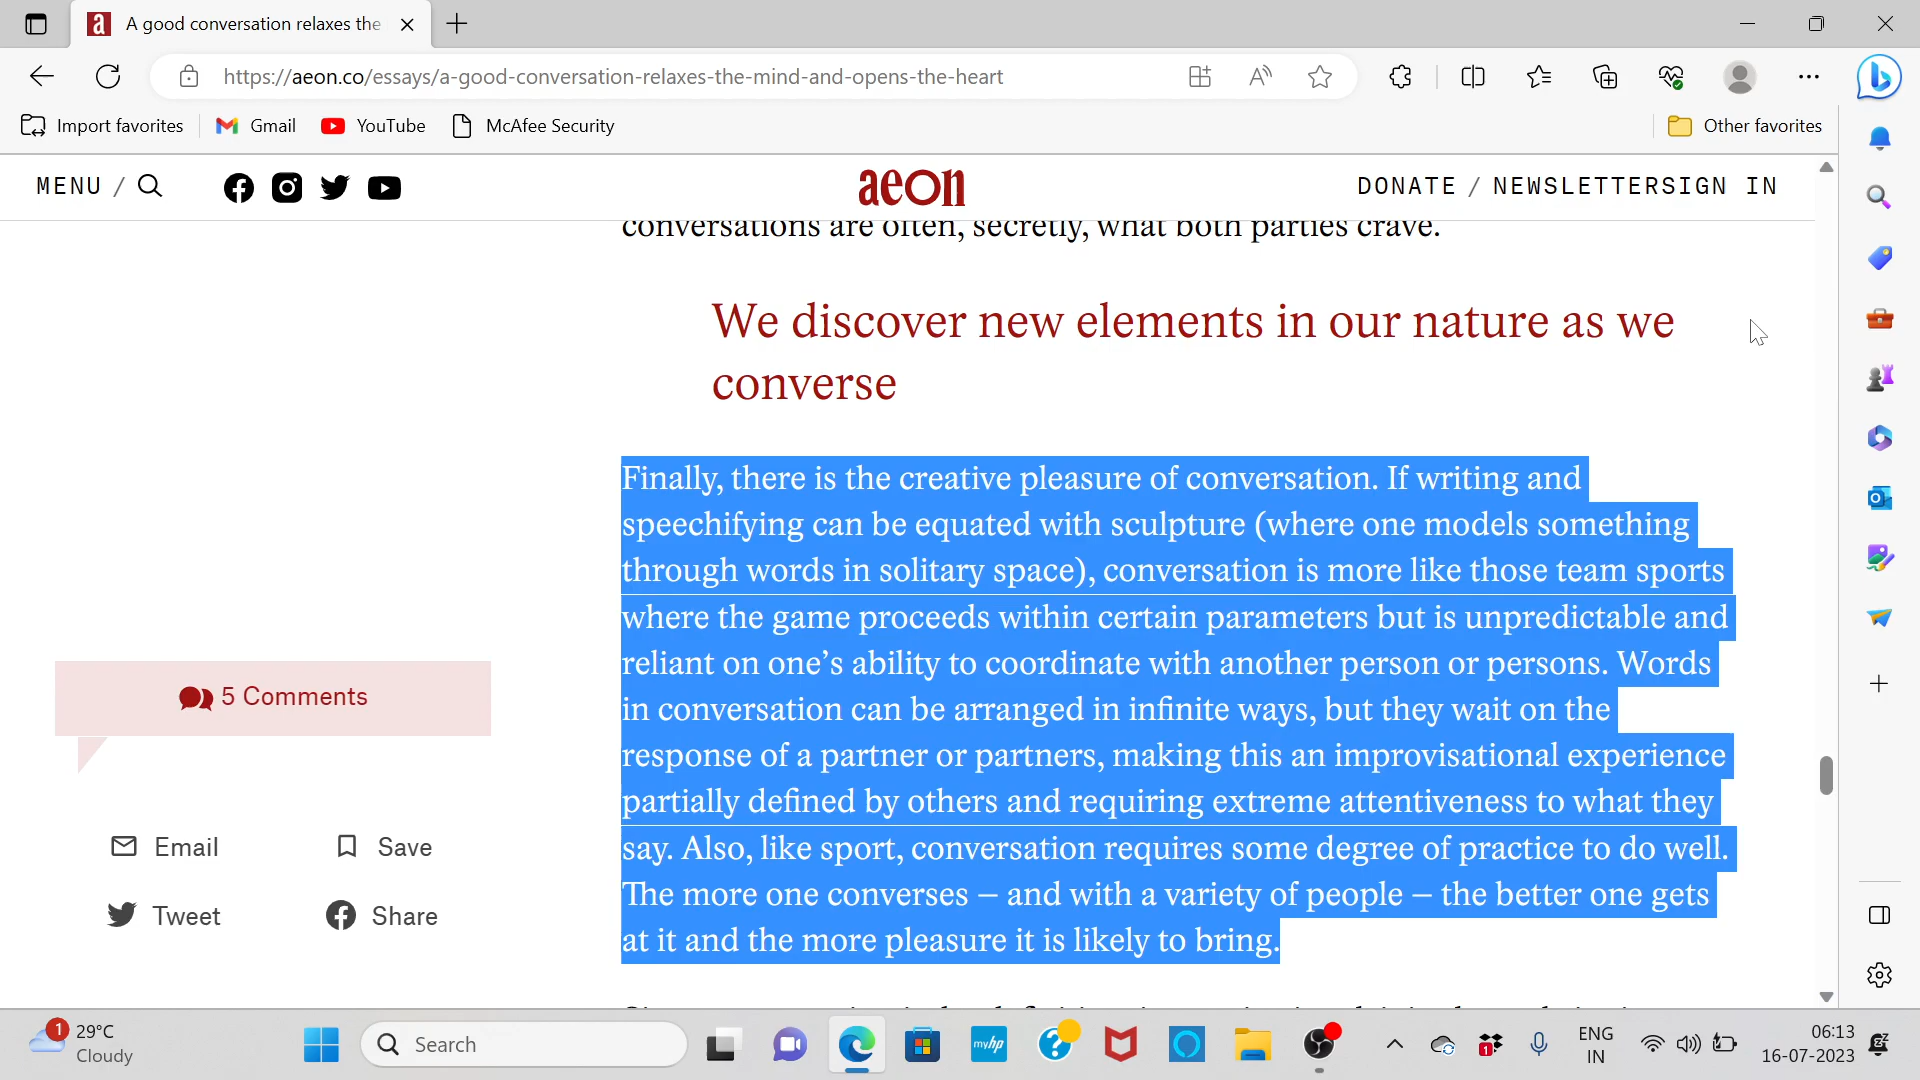 A good conversation relaxes the
https://aeon.co/essays/a-good-conversation-relaxes-the-mind-and-opens-the-heart
Import favorites
Gmail
YouTube
McAfee Security
Other favorites
MENU /
aeon
DONATE / NEWSLETTERSIGN IN
conversations are often, secretly, what both parties crave.
We discover new elements in our nature as we
converse
Finally, there is the creative pleasure of conversation. If writing and
speechifying can be equated with sculpture (where one models something
through words in solitary space), conversation is more like those team sports
where the game proceeds within certain parameters but is unpredictable and
reliant on one’s ability to coordinate with another person or persons. Words
in conversation can be arranged in infinite ways, but they wait on the
response of a partner or partners, making this an improvisational experience
partially defined by others and requiring extreme attentiveness to what they
say. Also, like sport, conversation requires some degree of practice to do well.
The more one converses – and with a variety of people – the better one gets
at it and the more pleasure it is likely to bring.
5 Comments
Email
Save
Tweet
Share
1
29°C
Cloudy
Search
myhp
1
ENG
IN
06:13
16-07-2023